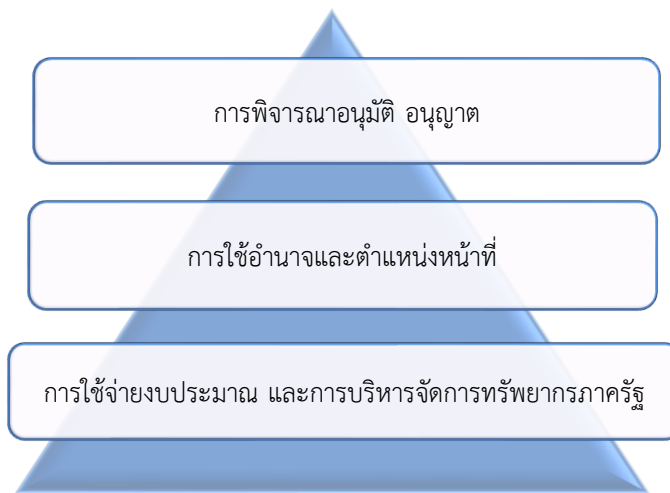 การพิจารณาอนุมัติ อนุญาต
การใช้อำนาจและตำแหน่งหน้าที่
การใช้จ่ายงบประมาณ และการบริหารจัดการทรัพยากรภาครัฐ